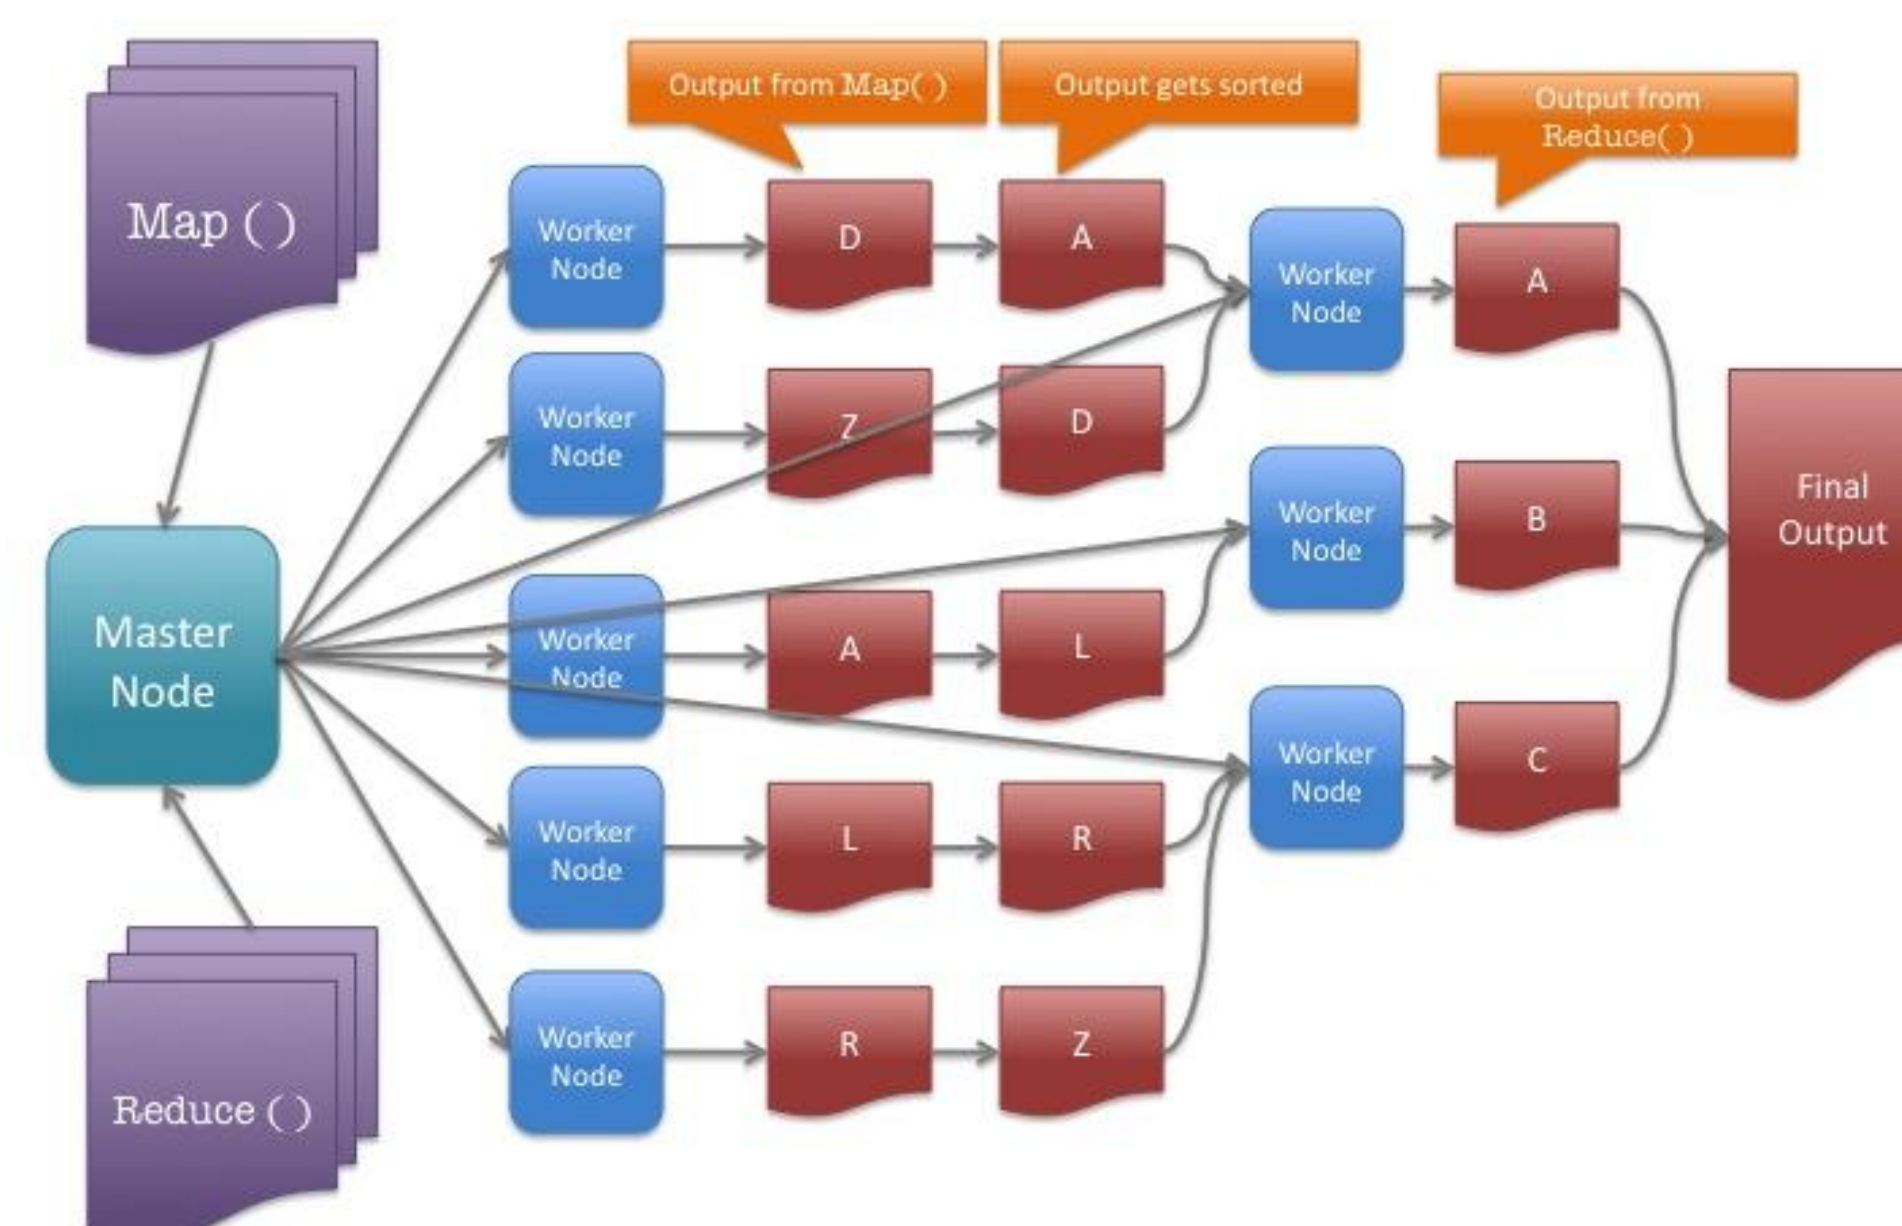 Output from Map( )
Output gets sorted
Output from
Reduce( )
Map ( )
Worker
Node
D
A
Worker
Node
A
Worker
Node
Z
D
Final
Output
Worker
Node
B
Master
Node
Worker
Node
A
L
Worker
Node
C
Worker
Node
L
R
Worker
Node
R
Z
Reduce ( )